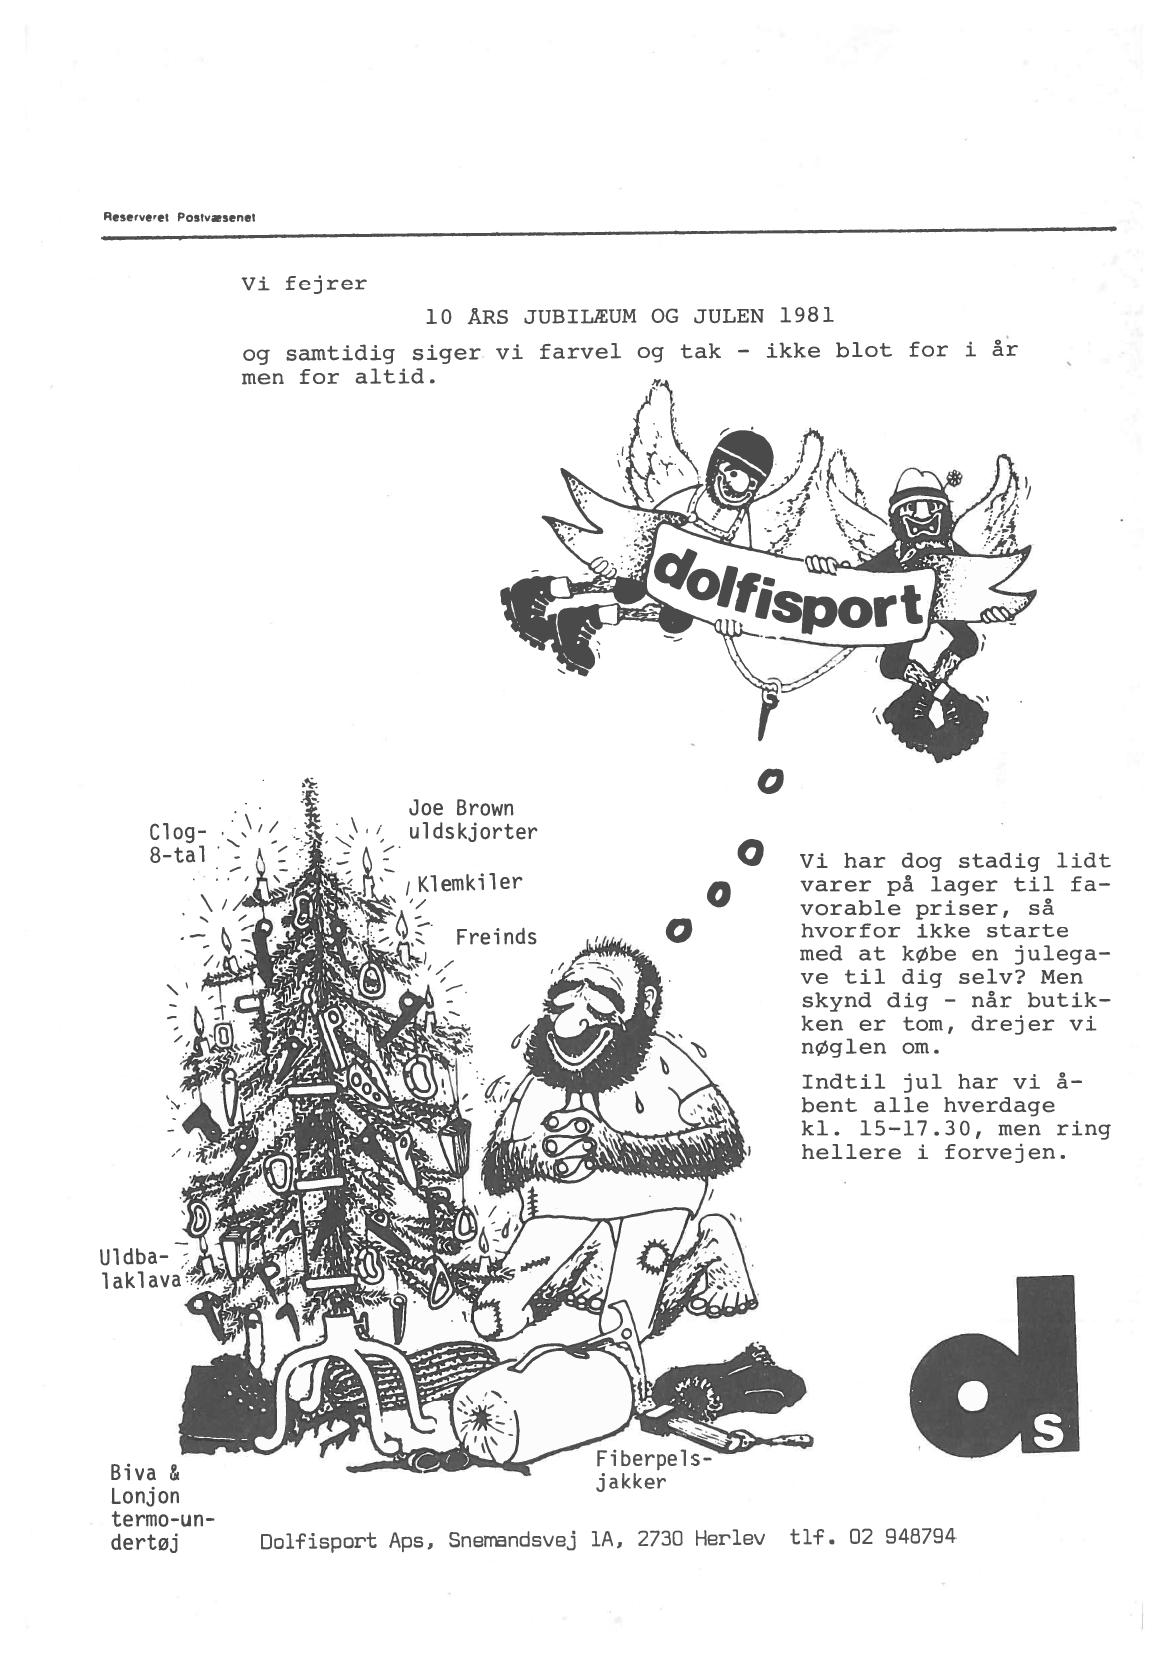 Reserveret Postvæsenet
Vi fejrer
10 ÅRS JUBILÆUM OG JULEN 1981
og samtidig siger vi farvel og tak - ikke blot for i år
men for altid.
dolfisport
Clog-
8-tal
Joe Brown
uldskjorter
Klemkiler
Freinds
Vi har dog stadig lidt
varer på lager til fa-
vorable priser, så
hvorfor ikke starte
med at købe en julega-
ve til dig selv? Men
skynd dig - når butik-
ken er tom, drejer vi
nøglen om.
Indtil jul har vi å-
bent alle hverdage
kl. 15-17.30, men ring
hellere i forvejen.
Uldba-
laklava
ds
Fiberpels-
jakker
Biva &
Lonjon
termo-un-
dertøj
Dolfisport Aps, Snemandsvej 1A, 2730 Herlev tlf. 02 948794